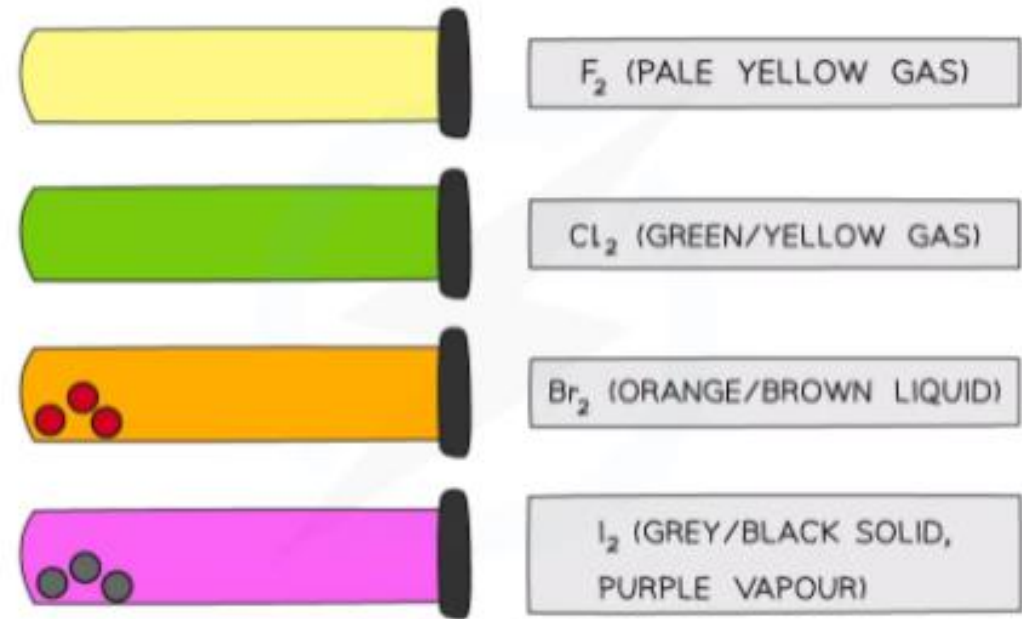 F₂ (PALE YELLOW GAS)
Cl₂ (GREEN/YELLOW GAS)
Br₂ (ORANGE/BROWN LIQUID)
I₂ (GREY/BLACK SOLID,
PURPLE VAPOUR)